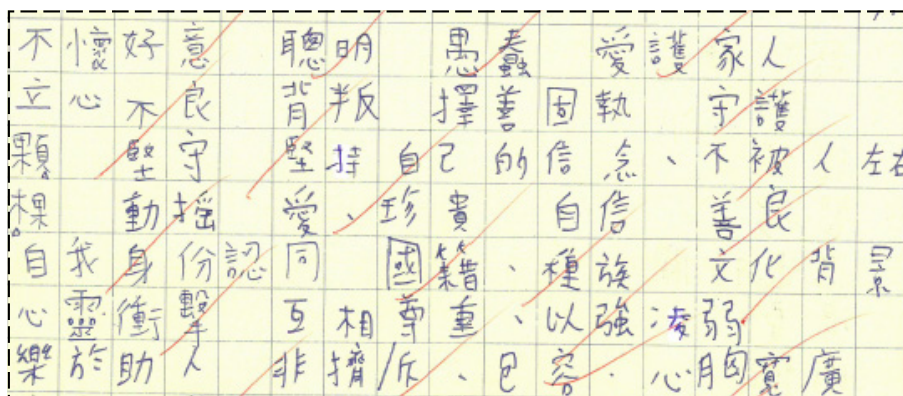 不懷好意 聰明 愚蠢 愛護家人
立心不良 背叛 擇善固執 守護
顆 堅守 堅持自己的信念、不被人左右
棵。 動搖 愛、珍貴 自信 善良
自我身份認同 國籍、種族 文化背景
心靈衝擊 互相尊重、以強凌弱
樂於助人 非擠/斥、包容、心胸寬廣